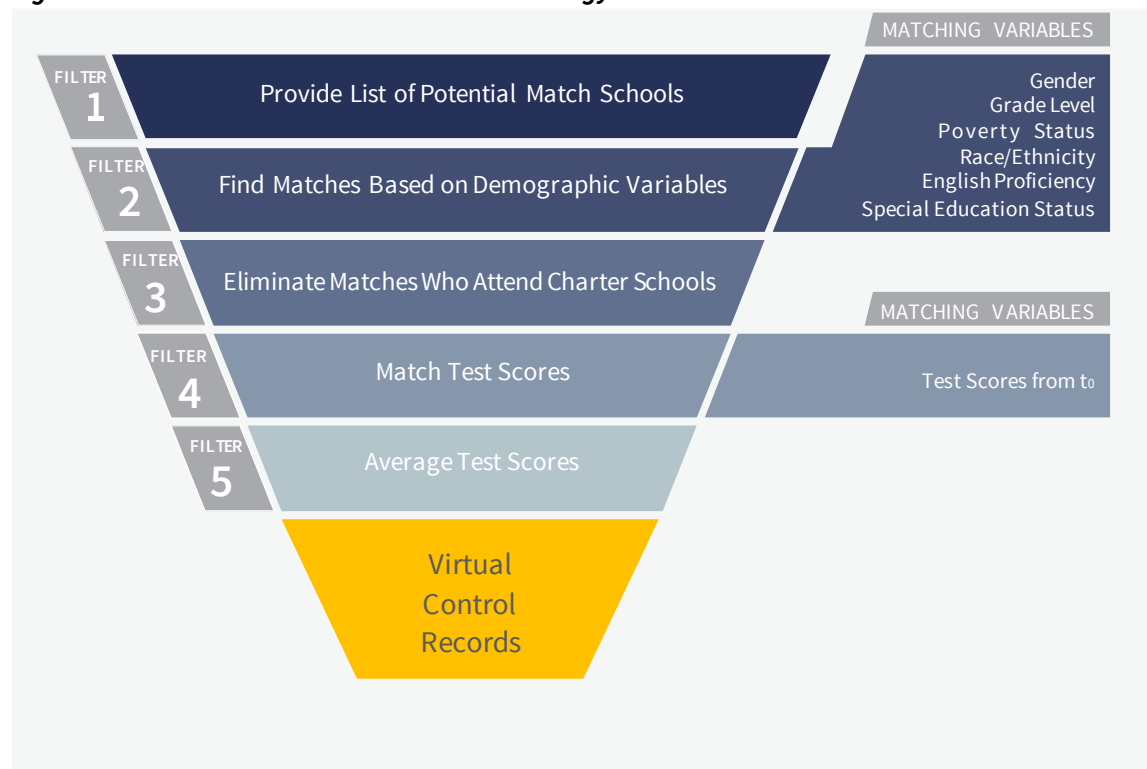 gy
MATCHING VARIABLES
FILTER
1
Provide List of Potential Match Schools
Gender
Grade Level
Poverty Status
Race/Ethnicity
English Proficiency
Special Education Status
FILTER
2
Find Matches Based on Demographic Variables
FILTER
3
Eliminate Matches Who Attend Charter Schools
MATCHING VARIABLES
FILTER
4
Match Test Scores
Test Scores from t₀
FILTER
5
Average Test Scores
Virtual
Control
Records